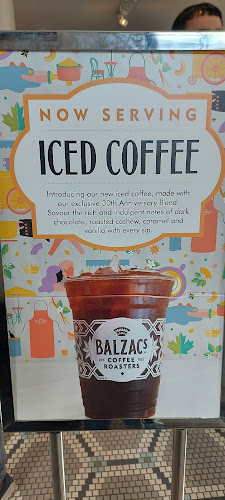 NOW SERVING
ICED COFFEE
Introducing our new iced coffee, made with
our exclusive 30th Anniversary Blend.
Savour the rich and indulgent notes of dark
chocolate, roasted cashew, caramel and
vanilla with every sip.
BALZAC'S
COFFEE
ROASTERS